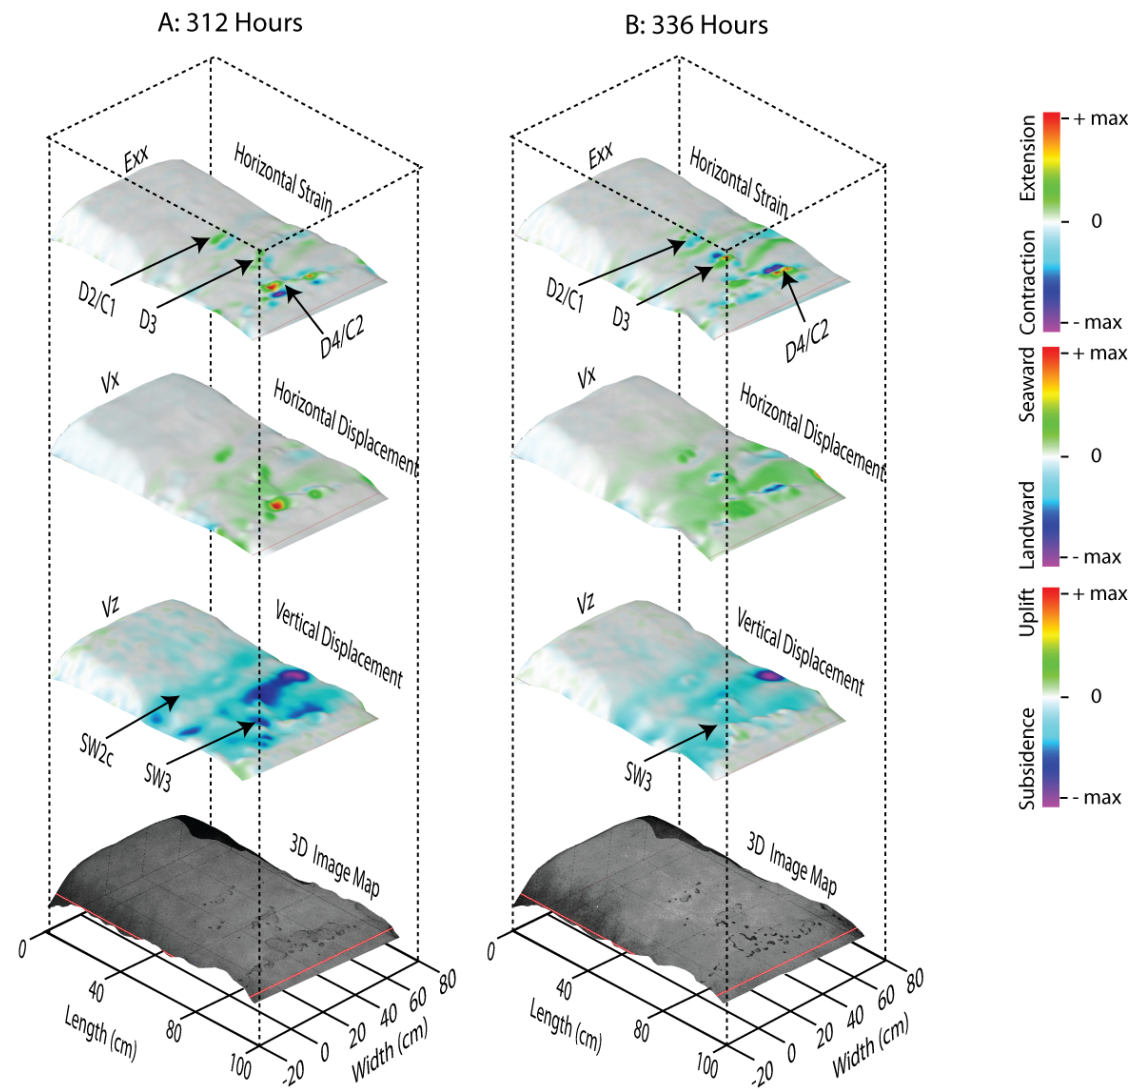 A: 312 Hours
B: 336 Hours
Exx
Horizontal Strain
D2/C1
D3
D4/C2
Vx
Horizontal Displacement
Vz
Vertical Displacement
SW2c
SW3
3D Image Map
0
40
80
100
Length (cm)
-20
0
20
40
60
80
Width (cm)
Exx
Horizontal Strain
D2/C1
D3
D4/C2
Vx
Horizontal Displacement
Vz
Vertical Displacement
SW3
3D Image Map
0
40
80
100
Length (cm)
-20
0
20
40
60
80
Width (cm)
Extension
Contraction
+ max
0
- max
Seaward
Landward
+ max
0
- max
Uplift
Subsidence
+ max
0
- max